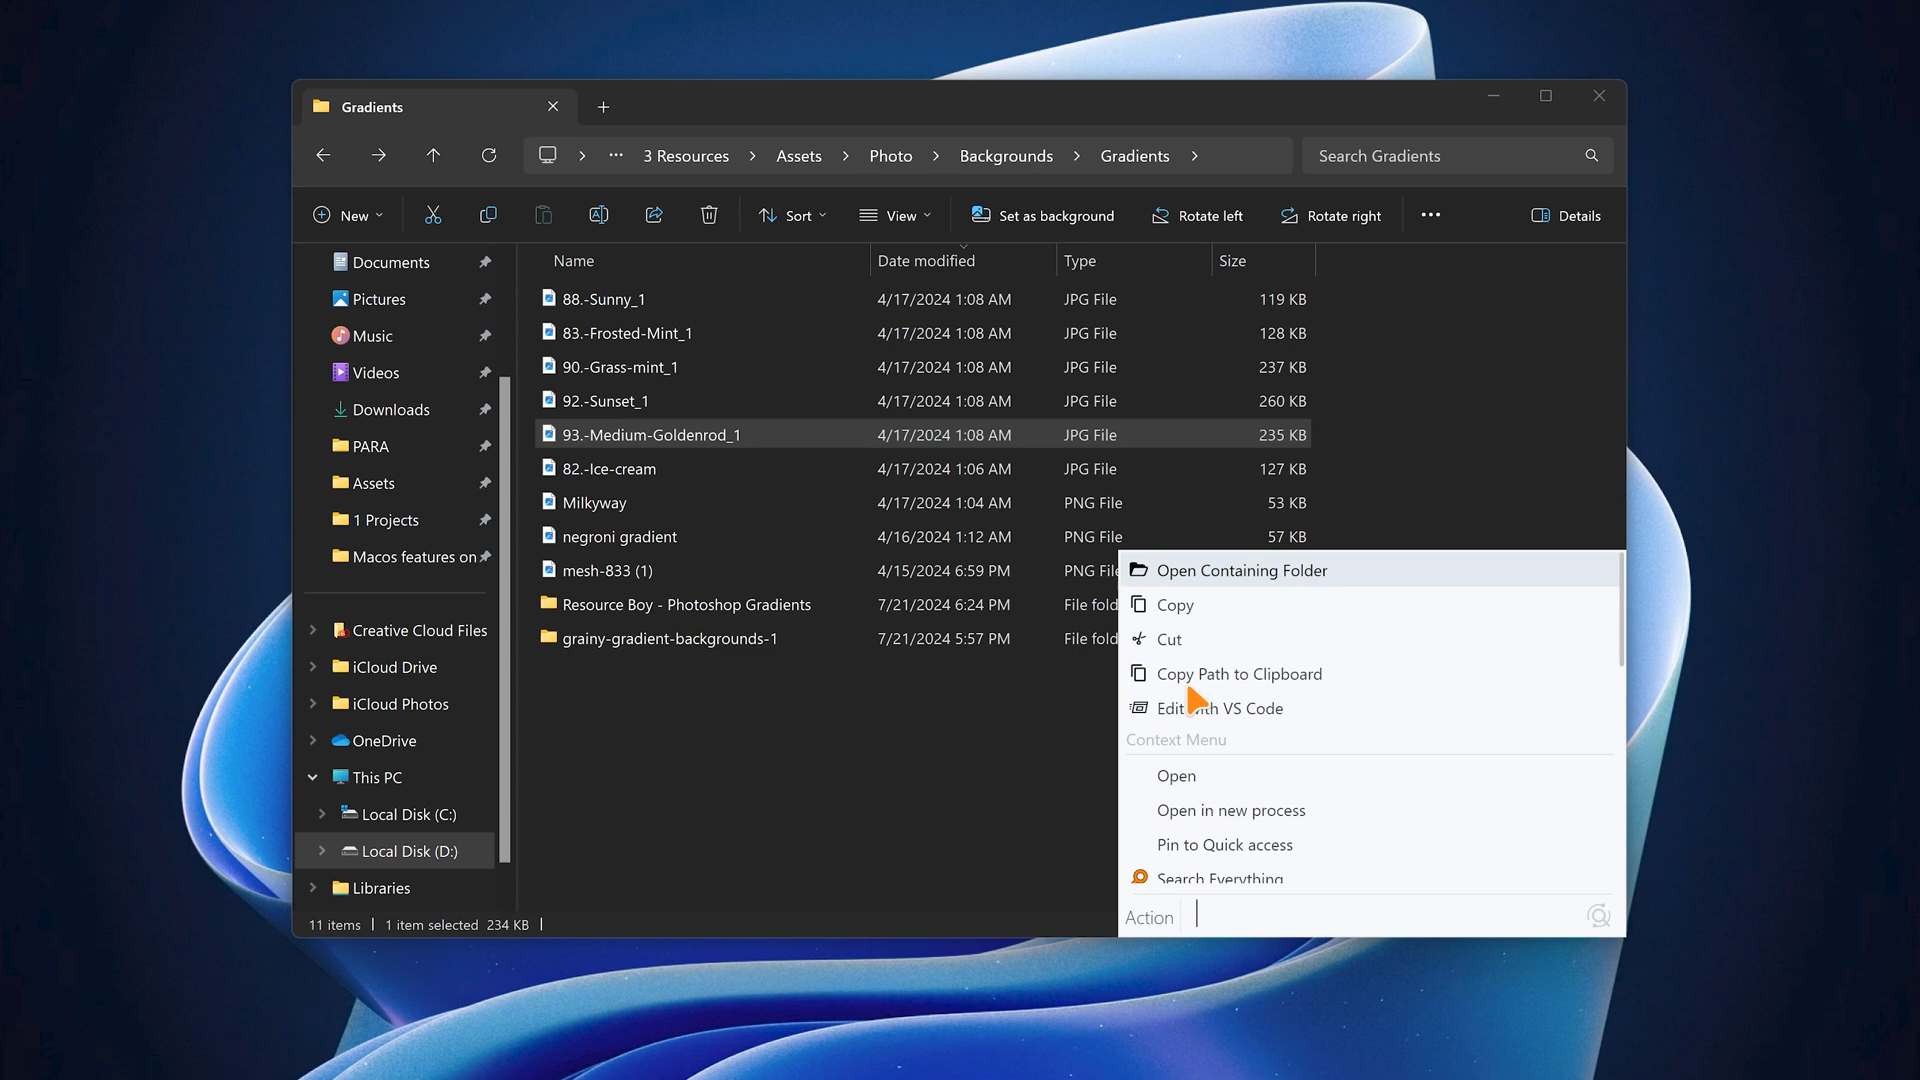 Gradients
3 Resources Assets Photo Backgrounds Gradients Search Gradients
New Sort View Set as background Rotate left Rotate right Details
Documents
Pictures
Music
Videos
Downloads
PARA
Assets
1 Projects
Macos features on
Creative Cloud Files
iCloud Drive
iCloud Photos
OneDrive
This PC
Local Disk (C:)
Local Disk (D:)
Libraries
Name Date modified Type Size
88.-Sunny_1 4/17/2024 1:08 AM JPG File 119 KB
83.-Frosted-Mint_1 4/17/2024 1:08 AM JPG File 128 KB
90.-Grass-mint_1 4/17/2024 1:08 AM JPG File 237 KB
92.-Sunset_1 4/17/2024 1:08 AM JPG File 260 KB
93.-Medium-Goldenrod_1 4/17/2024 1:08 AM JPG File 235 KB
82.-Ice-cream 4/17/2024 1:06 AM JPG File 127 KB
Milkyway 4/17/2024 1:04 AM PNG File 53 KB
negroni gradient 4/16/2024 1:12 AM PNG File 57 KB
mesh-833 (1) 4/15/2024 6:59 PM PNG File
Resource Boy - Photoshop Gradients 7/21/2024 6:24 PM File fold
grainy-gradient-backgrounds-1 7/21/2024 5:57 PM File fold
Open Containing Folder
Copy
Cut
Copy Path to Clipboard
Edit with VS Code
Context Menu
Open
Open in new process
Pin to Quick access
Search Everything
Action
11 items 1 item selected 234 KB